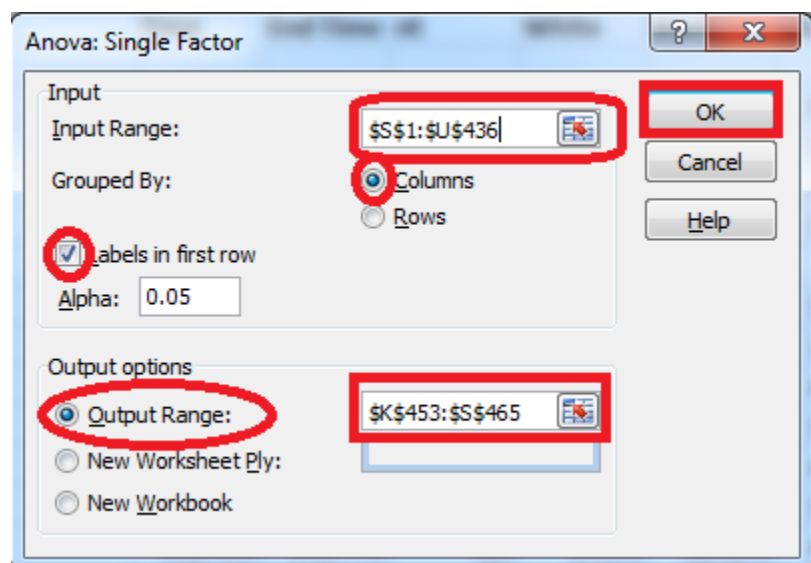 Anova: Single Factor
Input
Input Range:
$S$1:$U$436
OK
Grouped By:
Columns
Cancel
Rows
Help
Labels in first row
Alpha:
0.05
Output options
Output Range:
$K$453:$S$465
New Worksheet Ply:
New Workbook